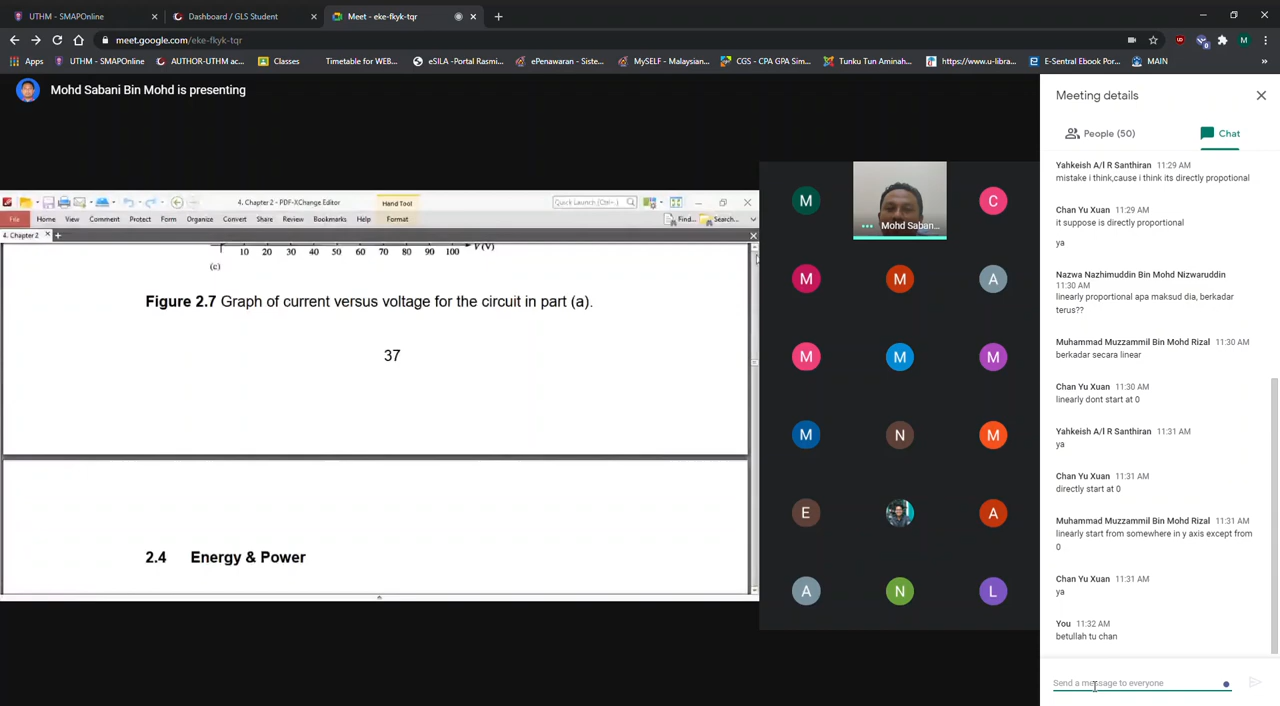 UTHM - SMAPOnline
Dashboard / GLS Student
Meet - eke-fkyk-tqr
meet.google.com/eke-fkyk-tqr
M
Apps
UTHM - SMAPOnline
AUTHOR-UTHM ac...
Classes
Timetable for WEB...
eSILA -Portal Rasmi...
ePenawaran - Siste...
MySELF - Malaysian...
CGS - CPA GPA Sim...
Tunku Tun Aminah...
https://www.u-libra...
E-Sentral Ebook Por...
MAIN
Mohd Sabani Bin Mohd is presenting
4. Chapter 2 - PDF-XChange Editor
Hand Tool
Quick Launch (Ctrl+.)
File
Home
View
Comment
Protect
Form
Organize
Convert
Share
Review
Bookmarks
Help
Format
Find...
Search...
4. Chapter 2
10 20 30 40 50 60 70 80 90 100 V (V)
(c)
Figure 2.7 Graph of current versus voltage for the circuit in part (a).
37
2.4 Energy & Power
M
Mohd Saban...
C
M
M
A
M
M
M
M
N
M
E
A
A
N
L
Meeting details
People (50)
Chat
Yahkeish A/l R Santhiran 11:29 AM
mistake i think,cause i think its directly propotional
Chan Yu Xuan 11:29 AM
it suppose is directly proportional
ya
Nazwa Nazhimuddin Bin Mohd Nizwaruddin
11:30 AM
linearly proportional apa maksud dia, berkadar
terus??
Muhammad Muzzammil Bin Mohd Rizal 11:30 AM
berkadar secara linear
Chan Yu Xuan 11:30 AM
linearly dont start at 0
Yahkeish A/l R Santhiran 11:31 AM
ya
Chan Yu Xuan 11:31 AM
directly start at 0
Muhammad Muzzammil Bin Mohd Rizal 11:31 AM
linearly start from somewhere in y axis except from
0
Chan Yu Xuan 11:31 AM
ya
You 11:32 AM
betullah tu chan
Send a message to everyone